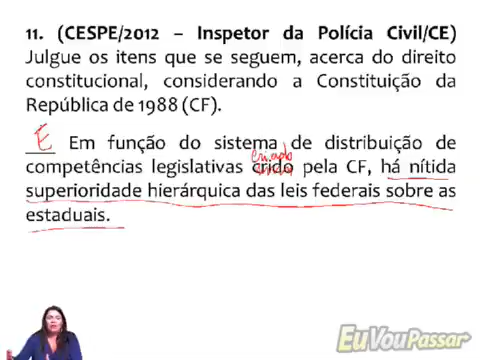 11. (CESPE/2012 – Inspetor da Polícia Civil/CE)
Julgue os itens que se seguem, acerca do direito
constitucional, considerando a Constituição da
República de 1988 (CF).
E Em função do sistema de distribuição de
criado
competências legislativas crido pela CF, há nítida
superioridade hierárquica das leis federais sobre as
estaduais.
EuVouPassar